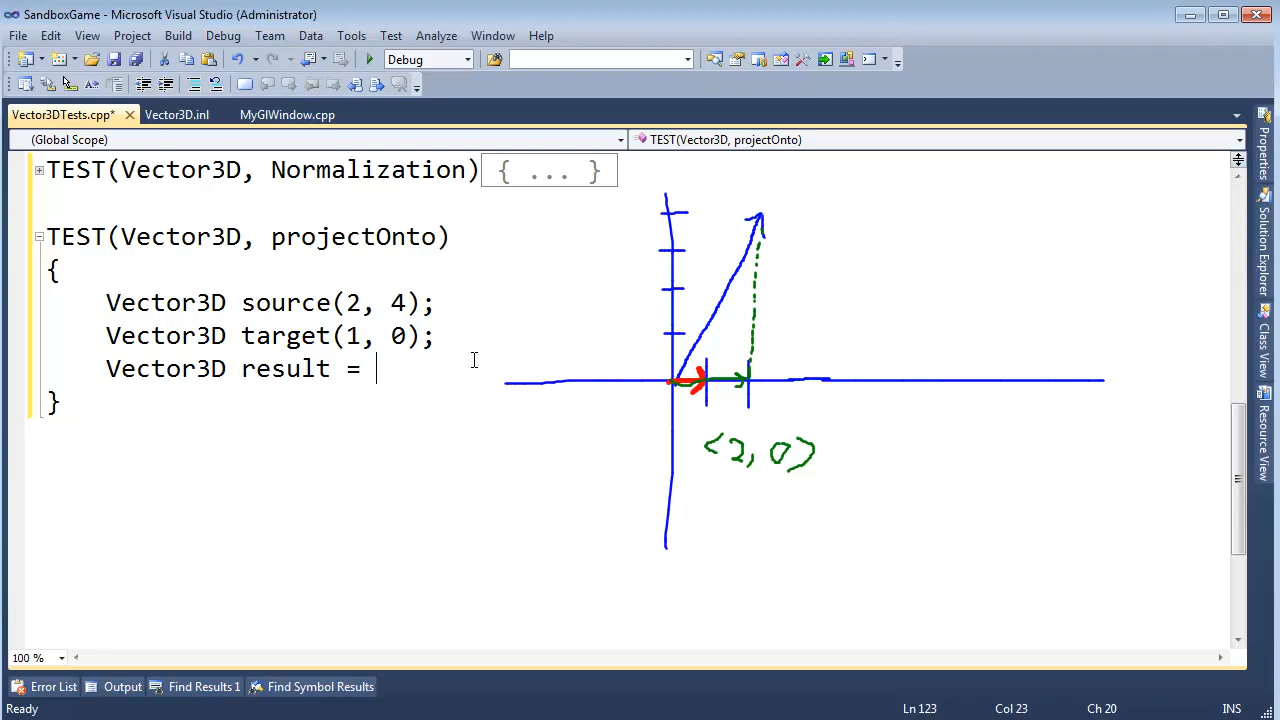 SandboxGame - Microsoft Visual Studio (Administrator)
File Edit View Project Build Debug Team Data Tools Test Analyze Window Help
Debug
Vector3DTests.cpp* Vector3D.inl MyGlWindow.cpp
(Global Scope) TEST(Vector3D, projectOnto)
TEST(Vector3D, Normalization) { ... }
TEST(Vector3D, projectOnto)
{
Vector3D source(2, 4);
Vector3D target(1, 0);
Vector3D result =
}
<2, 0>
Properties
Solution Explorer
Class View
Resource View
100 %
Error List Output Find Results 1 Find Symbol Results
Ready Ln 123 Col 23 Ch 20 INS